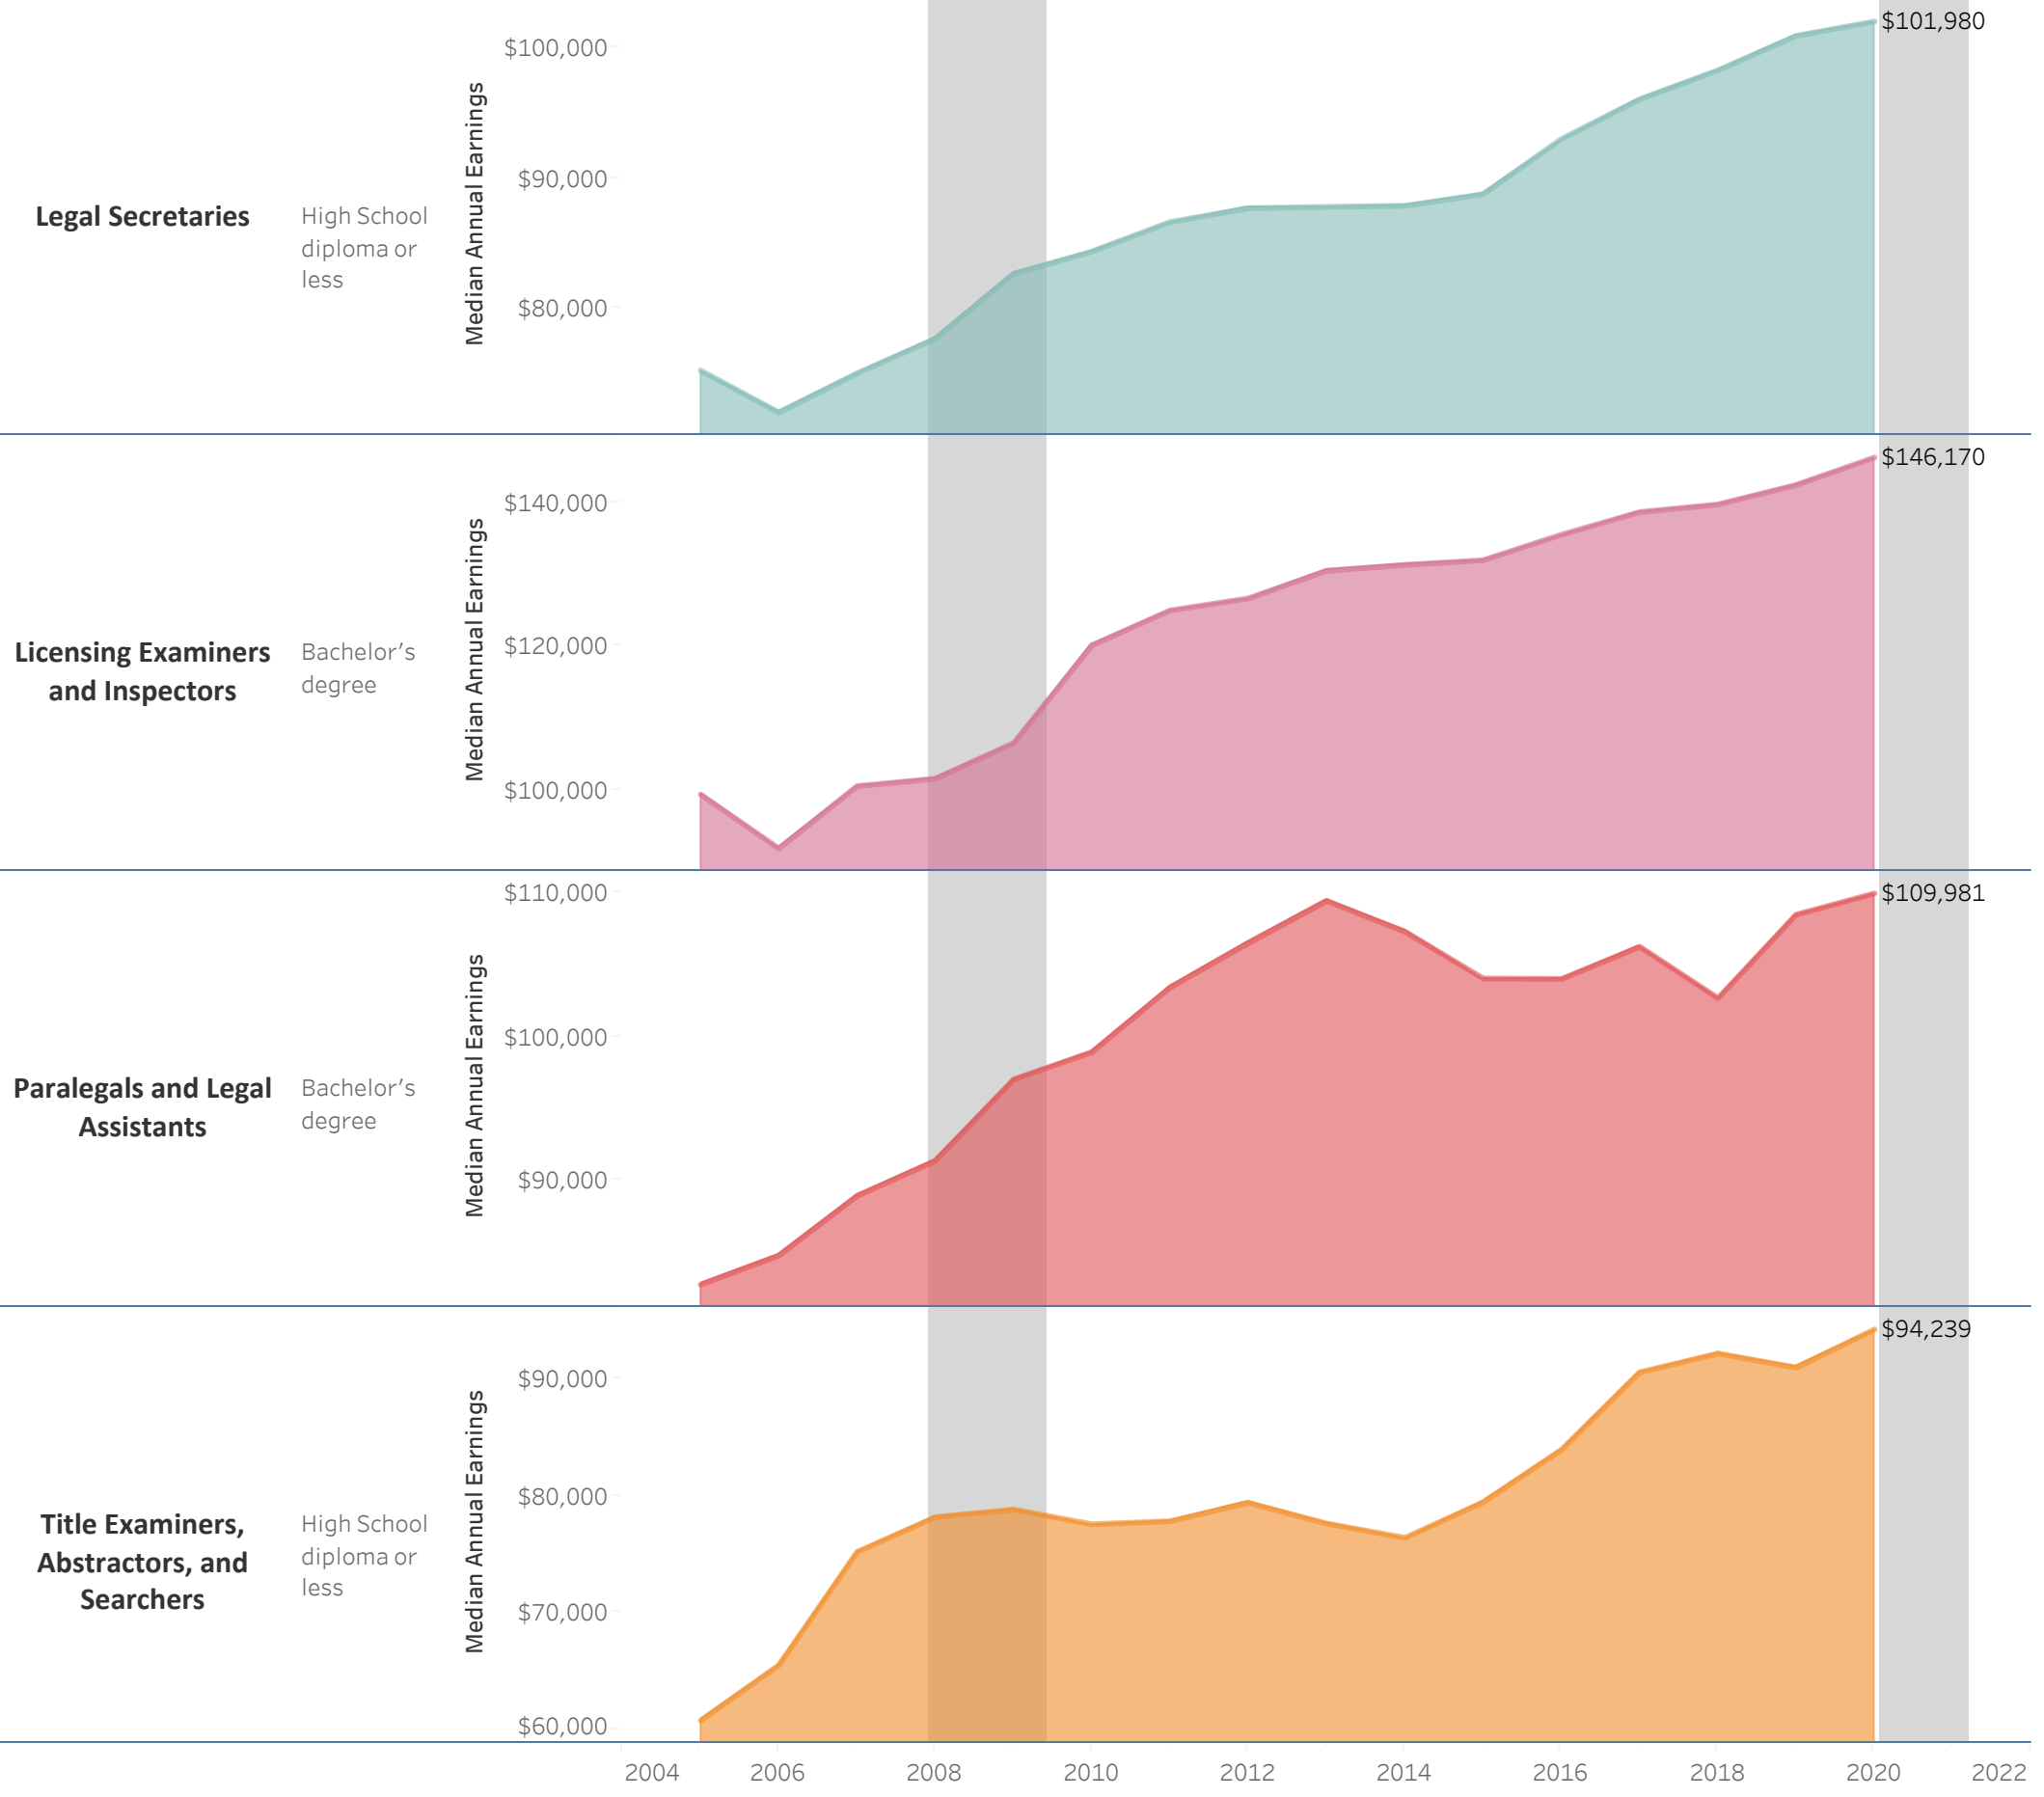 Legal Secretaries
High School
diploma or
less
Median Annual Earnings
$100,000
$90,000
$80,000
$101,980
Licensing Examiners
and Inspectors
Bachelor’s
degree
Median Annual Earnings
$140,000
$120,000
$100,000
$146,170
Paralegals and Legal
Assistants
Bachelor’s
degree
Median Annual Earnings
$110,000
$100,000
$90,000
$109,981
Title Examiners,
Abstractors, and
Searchers
High School
diploma or
less
Median Annual Earnings
$90,000
$80,000
$70,000
$60,000
$94,239
2004 2006 2008 2010 2012 2014 2016 2018 2020 2022